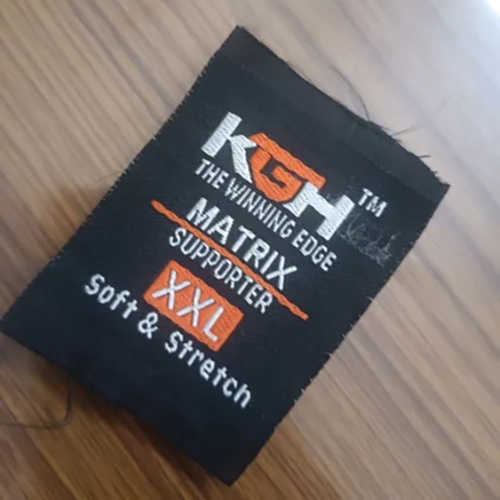 KGH™
THE WINNING EDGE
MATRIX
SUPPORTER
XXL
Soft & Stretch